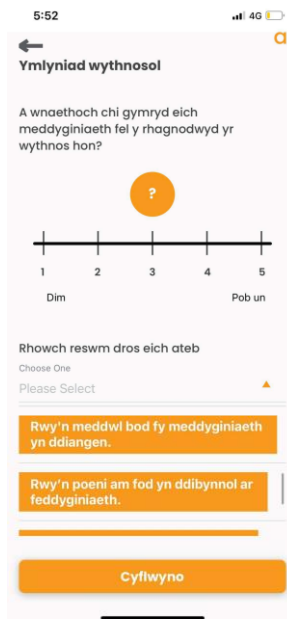 5:52
4G
a
Ymlyniad wythnosol
A wnaethoch chi gymryd eich
meddyginiaeth fel y rhagnodwyd yr
wythnos hon?
?
1 2 3 4 5
Dim Pob un
Rhowch reswm dros eich ateb
Choose One
Please Select
Rwy'n meddwl bod fy meddyginiaeth
yn ddiangen.
Rwy'n poeni am fod yn ddibynnol ar
feddyginiaeth.
Cyflwyno